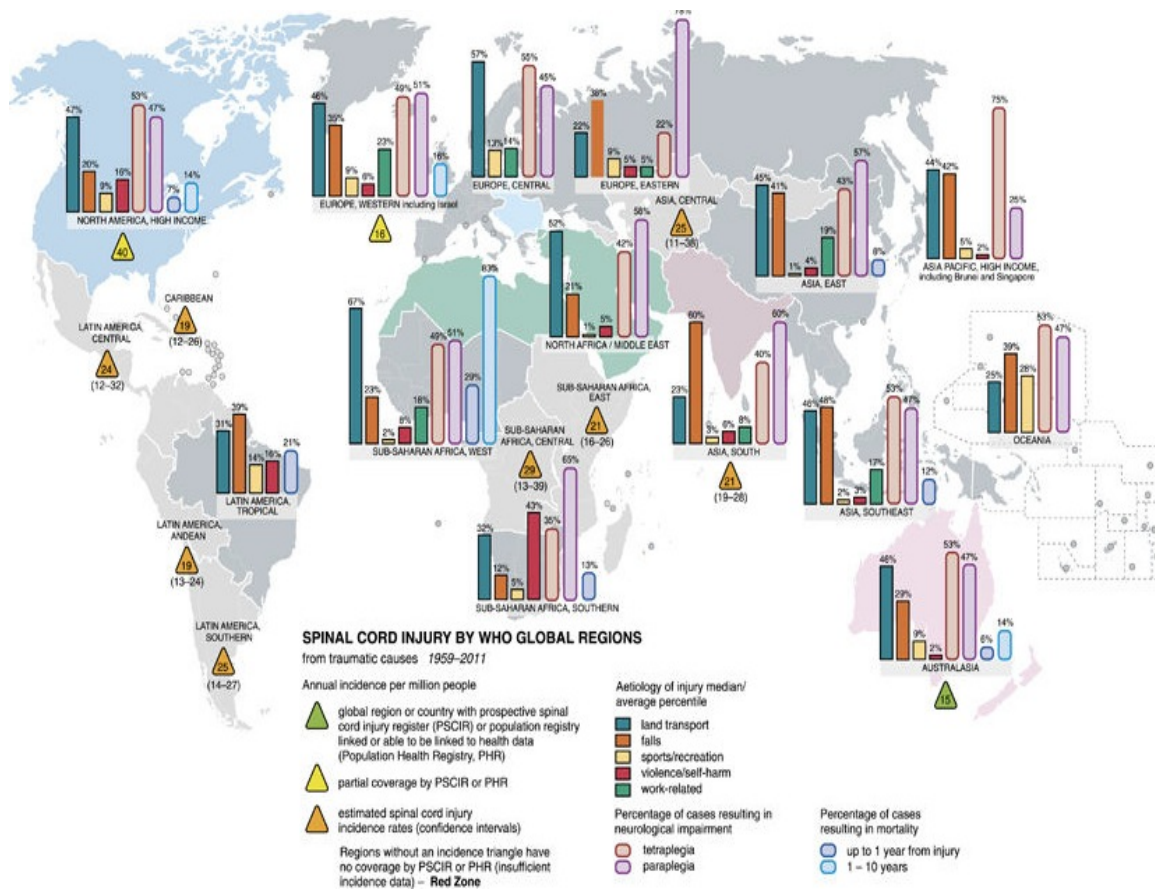 47%
20%
9%
16%
53%
47%
7%
14%
NORTH AMERICA, HIGH INCOME
40
46%
35%
9%
6%
23%
49%
51%
16%
EUROPE, WESTERN including Israel
16
57%
13%
14%
55%
45%
EUROPE, CENTRAL
22%
38%
9%
5%
5%
22%
78%
EUROPE, EASTERN
ASIA, CENTRAL
25
(11–38)
45%
41%
1%
4%
19%
43%
57%
8%
ASIA, EAST
44%
42%
5%
2%
75%
25%
ASIA PACIFIC, HIGH INCOME,
including Brunei and Singapore
CARIBBEAN
19
(12–26)
LATIN AMERICA,
CENTRAL
24
(12–32)
67%
23%
2%
8%
18%
49%
51%
29%
83%
SUB-SAHARAN AFRICA, WEST
52%
21%
1%
5%
42%
58%
NORTH AFRICA / MIDDLE EAST
SUB-SAHARAN AFRICA,
EAST
21
(16–26)
SUB-SAHARAN
AFRICA, CENTRAL
29
(13–39)
23%
60%
3%
6%
8%
40%
60%
ASIA, SOUTH
21
(19–28)
46%
48%
2%
3%
17%
53%
47%
12%
ASIA, SOUTHEAST
25%
39%
28%
53%
47%
OCEANIA
31%
39%
14%
16%
21%
LATIN AMERICA,
TROPICAL
LATIN AMERICA,
ANDEAN
19
(13–24)
LATIN AMERICA,
SOUTHERN
25
(14–27)
32%
12%
5%
43%
35%
65%
13%
SUB-SAHARAN AFRICA, SOUTHERN
46%
29%
9%
2%
53%
47%
6%
14%
AUSTRALASIA
15
SPINAL CORD INJURY BY WHO GLOBAL REGIONS
from traumatic causes 1959–2011
Annual incidence per million people
global region or country with prospective spinal
cord injury register (PSCIR) or population registry
linked or able to be linked to health data
(Population Health Registry, PHR)
partial coverage by PSCIR or PHR
estimated spinal cord injury
incidence rates (confidence intervals)
Regions without an incidence triangle have
no coverage by PSCIR or PHR (insufficient
incidence data) – Red Zone
Aetiology of injury median/
average percentile
land transport
falls
sports/recreation
violence/self-harm
work-related
Percentage of cases resulting in
neurological impairment
tetraplegia
paraplegia
Percentage of cases
resulting in mortality
up to 1 year from injury
1 – 10 years